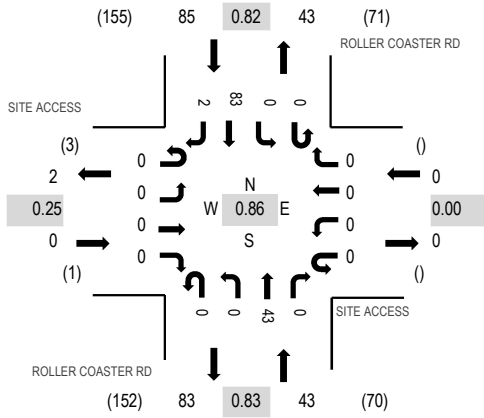 (155) 85 0.82 43 (71)
ROLLER COASTER RD
SITE ACCESS
2 83 0 0
(3) 0 0 ()
2 0
0 N 0
0.25 W 0.86 E 0.00
0 S 0
0 0
0 0
(1) ()
0 0 43 0
SITE ACCESS
ROLLER COASTER RD
(152) 83 0.83 43 (70)